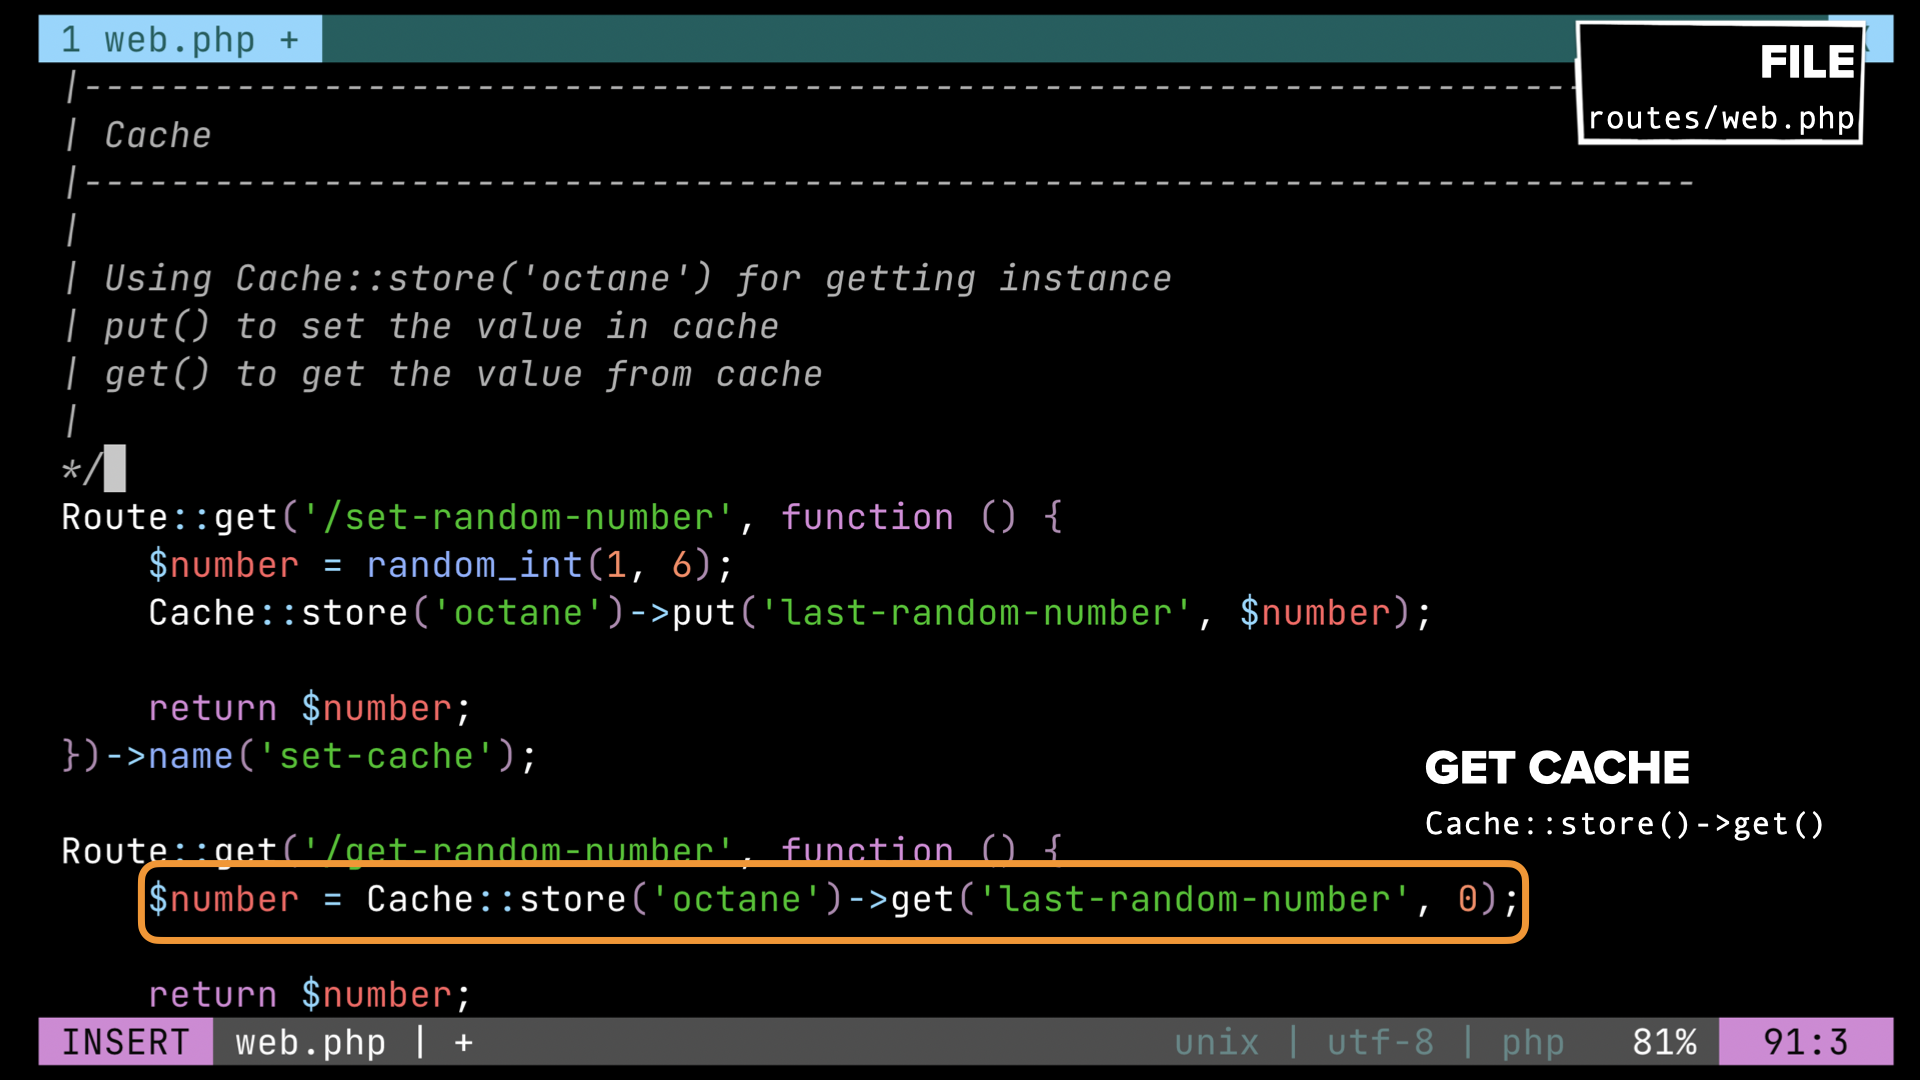 1 web.php +
FILE
routes/web.php
|--------------------------------------------------------------------
| Cache
|--------------------------------------------------------------------------
|
| Using Cache::store('octane') for getting instance
| put() to set the value in cache
| get() to get the value from cache
|
*/
Route::get('/set-random-number', function () {
    $number = random_int(1, 6);
    Cache::store('octane')->put('last-random-number', $number);
    return $number;
})->name('set-cache');
GET CACHE
Cache::store()->get()
Route::get('/get-random-number', function () {
    $number = Cache::store('octane')->get('last-random-number', 0);
    return $number;
INSERT web.php | + unix | utf-8 | php 81% 91:3